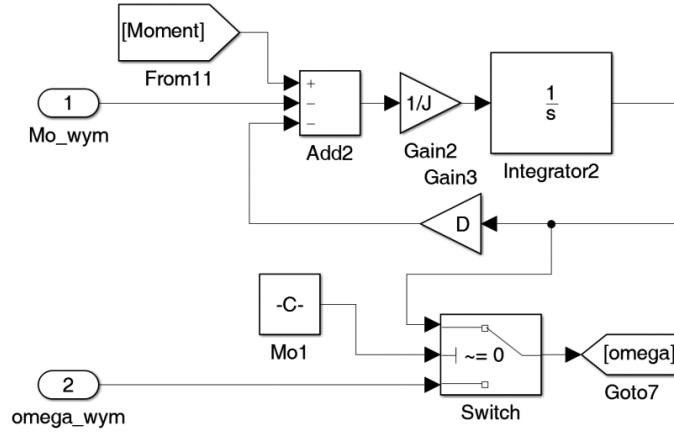 [Moment]
From11
1
Mo_wym
+
−
−
Add2
1/J
Gain2
1
s
Integrator2
Gain3
D
-C-
Mo1
~= 0
Switch
[omega]
Goto7
2
omega_wym